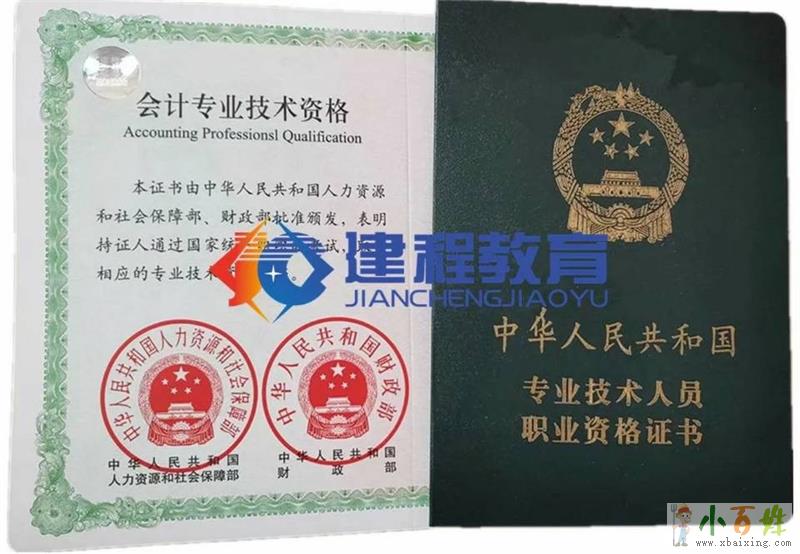 会计专业技术资格
Accounting Professionsl Qualification
本证书由中华人民共和国人力资源
和社会保障部、财政部批准颁发,表明
持证人通过国家统
试,
相应的专业技术
。
建程教育
JIANCHENGJIAOYU
中华人民共和国人力资源和社会保障部
中华人民共和国财政部
中华人民共和国
人力资源和社会保障部
中华人民共和国
财政部
中华人民共和国
专业技术人员
职业资格证书
小百姓
www.xbaixing.com